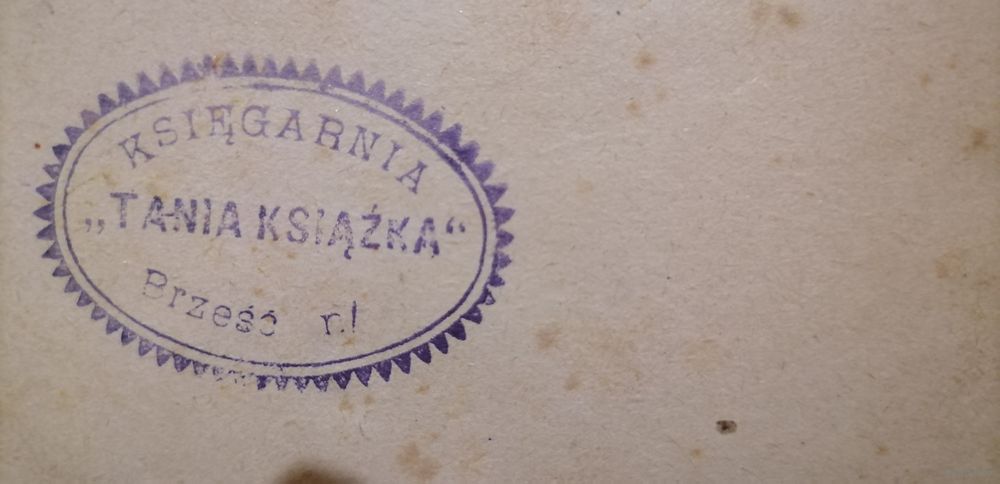 KSIĘGARNIA
„TANIA KSIĄŻKA“
Brześć n/